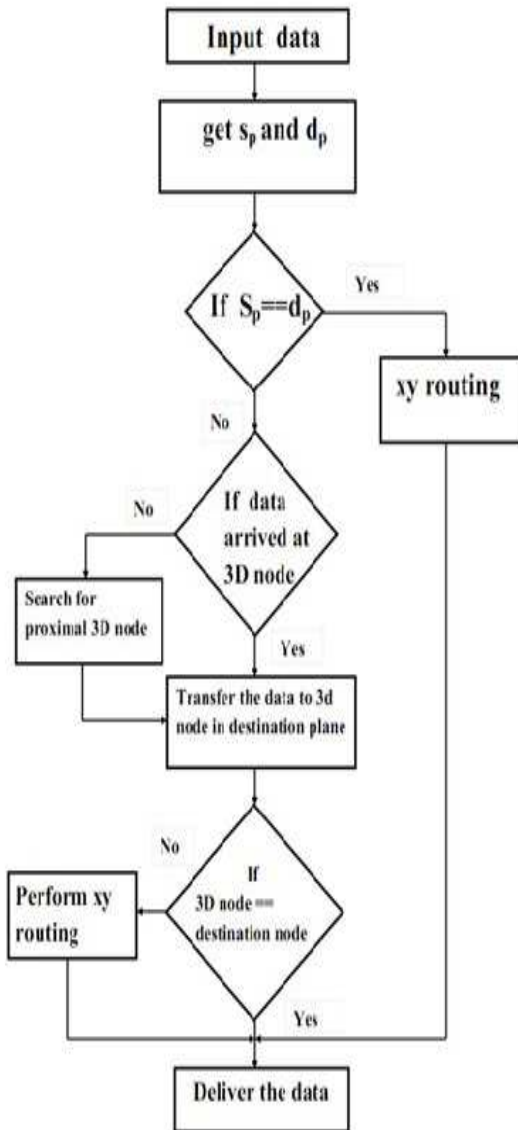 Input data
get sp and dp
If Sp==dp
Yes
xy routing
No
If data
arrived at
3D node
No
Search for
proximal 3D node
Yes
Transfer the data to 3d
node in destination plane
No
If
3D node ==
destination node
Perform xy
routing
Yes
Deliver the data